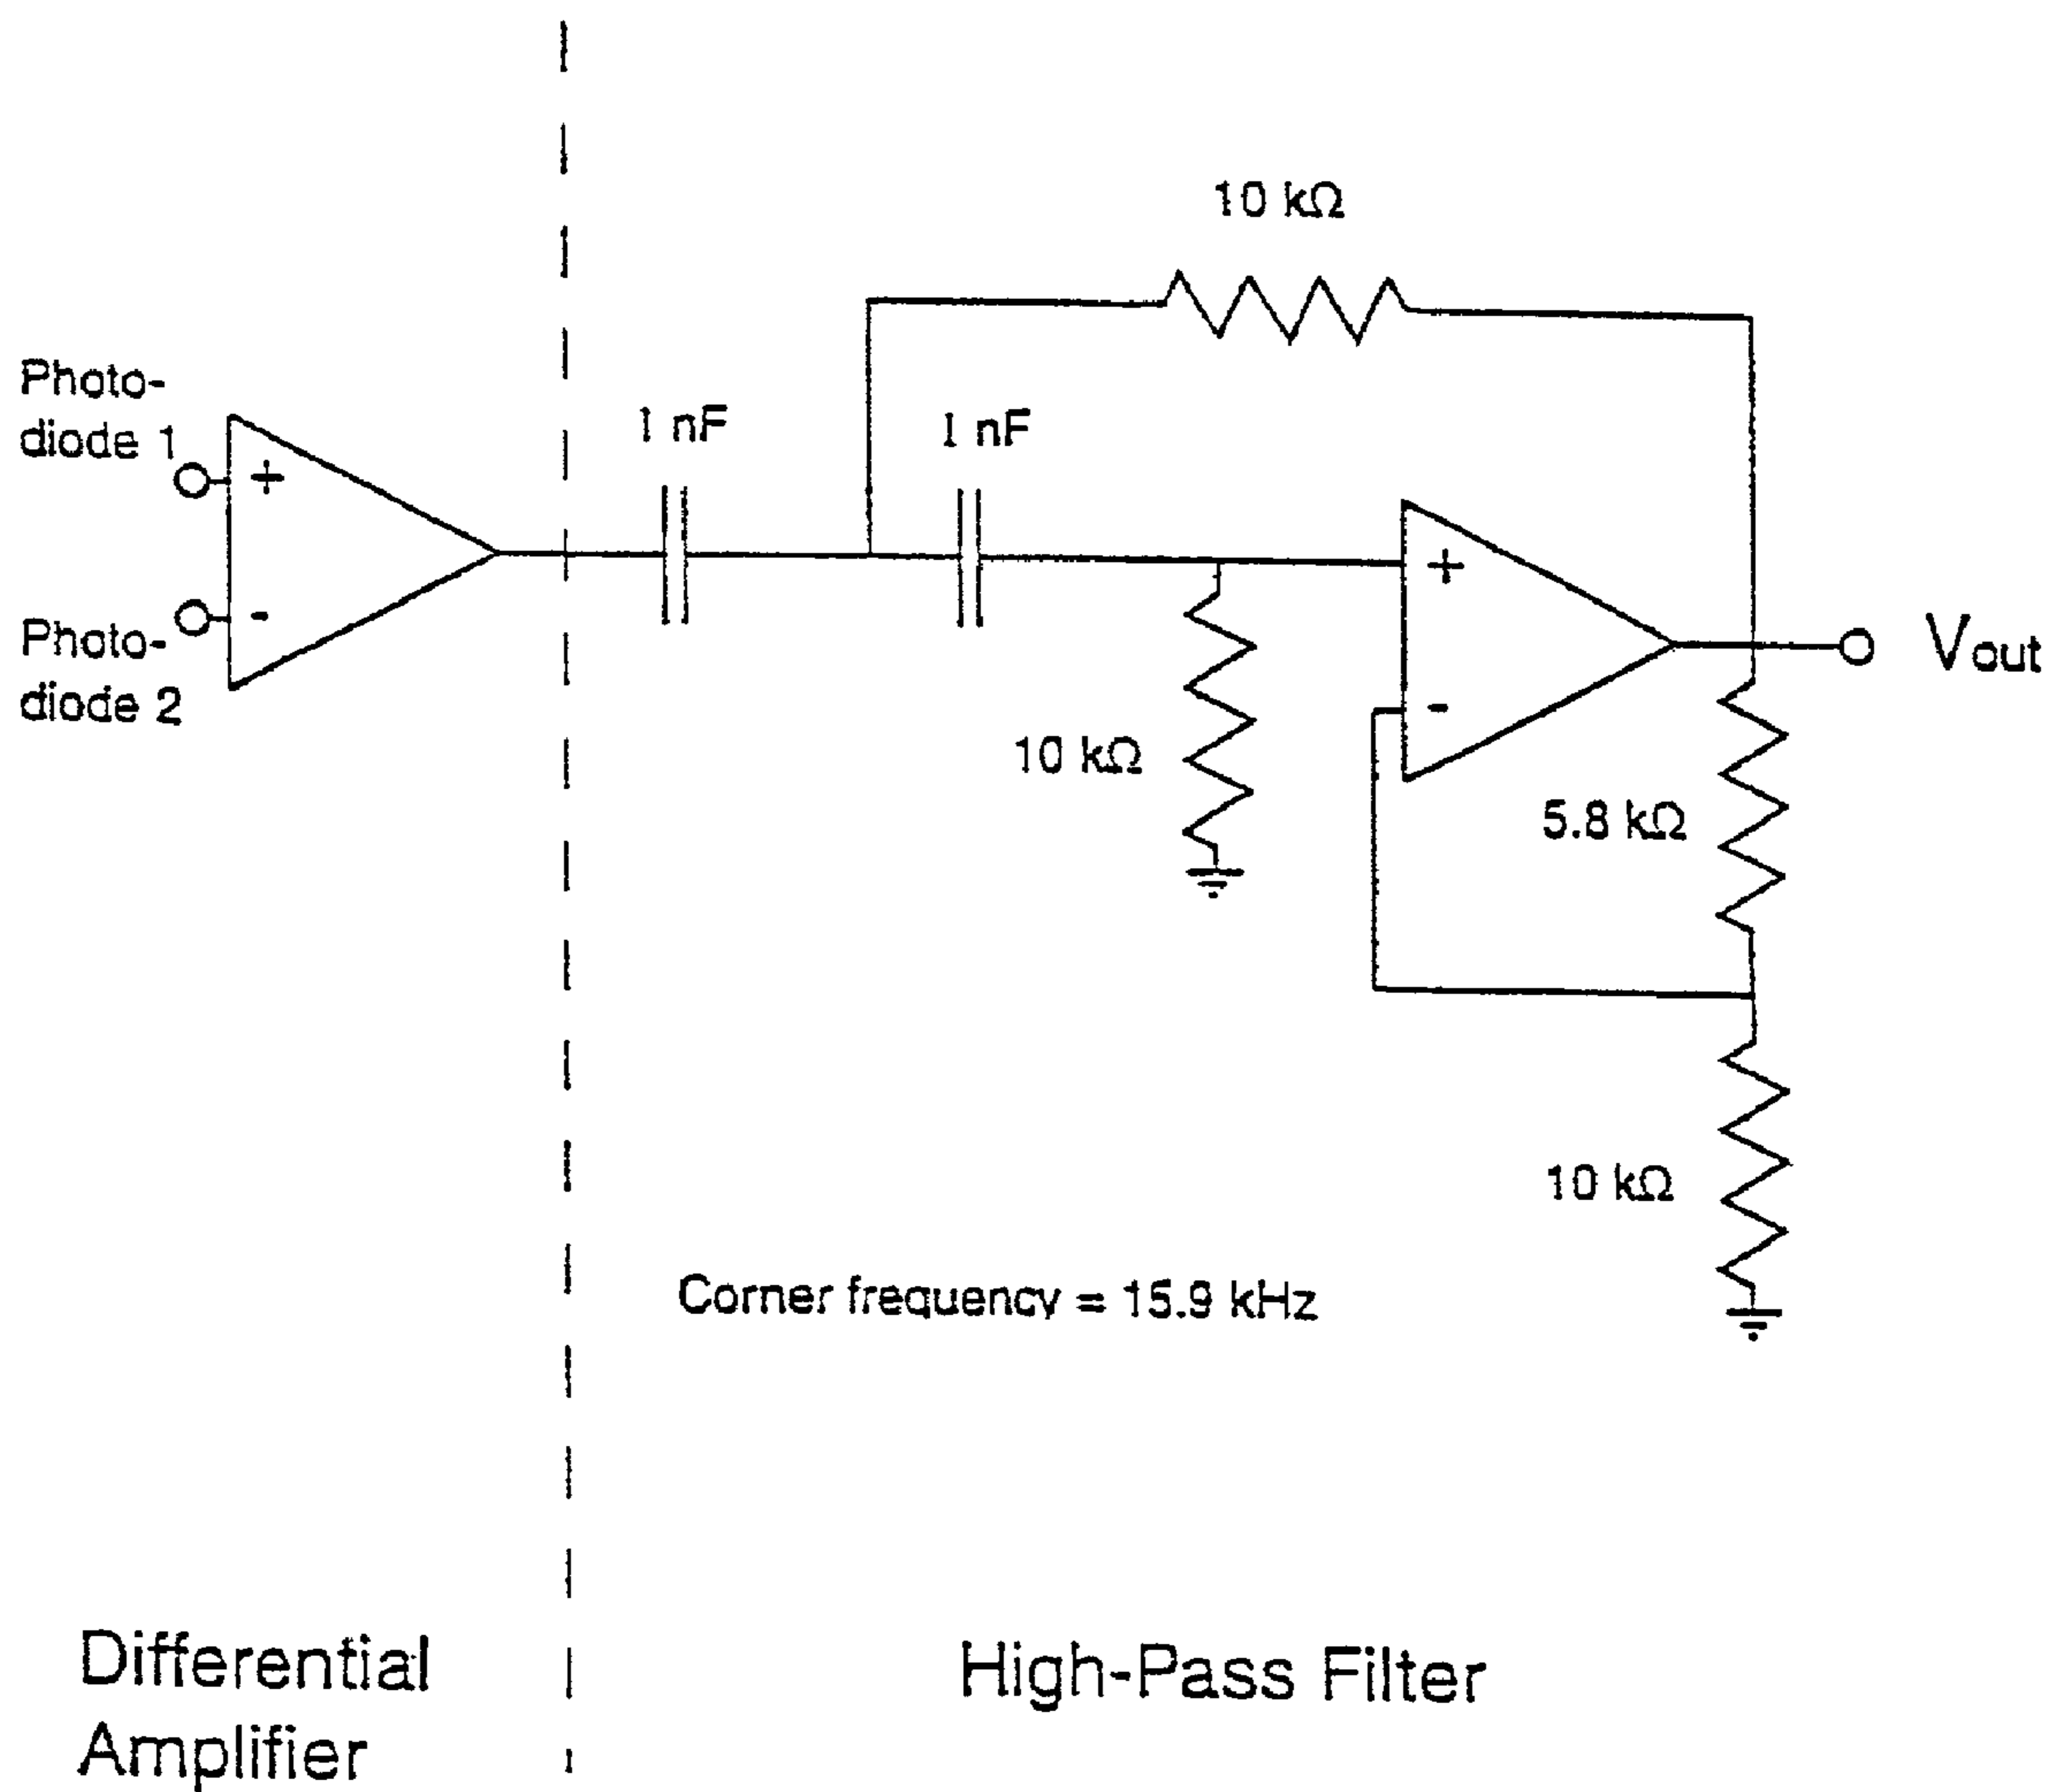 10 kΩ
Photo-
diode 1
+
1 nF
1 nF
Photo-
diode 2
-
+
-
Vout
10 kΩ
5.8 kΩ
10 kΩ
Corner frequency = 15.9 kHz
Differential
Amplifier
High-Pass Filter